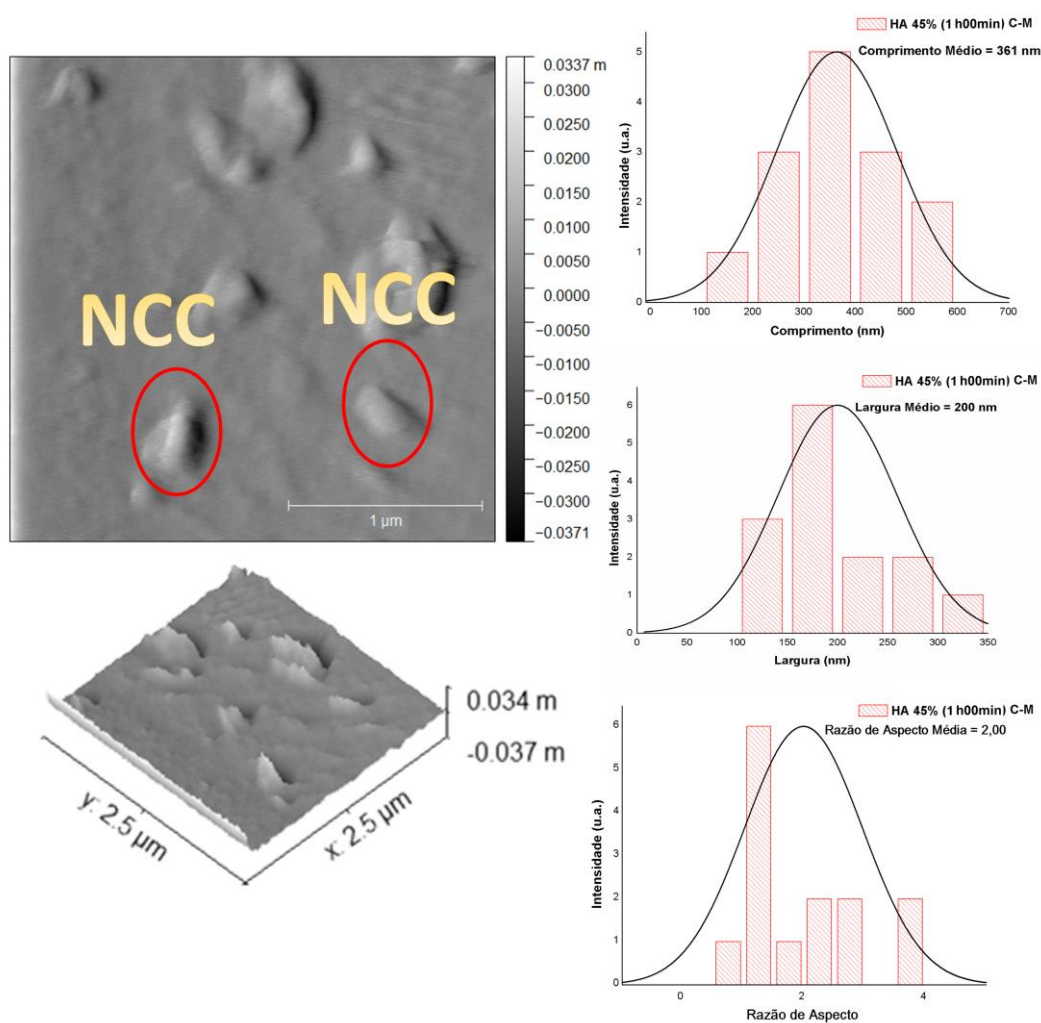 NCC
NCC
1 µm
0.0337 m
0.0300
0.0250
0.0200
0.0150
0.0100
0.0050
0.0000
−0.0050
−0.0100
−0.0150
−0.0200
−0.0250
−0.0300
−0.0371
0.034 m
-0.037 m
y: 2.5 µm
x: 2.5 µm
HA 45% (1 h00min) C-M
Comprimento Médio = 361 nm
Intensidade (u.a.)
5
4
3
2
1
0
0 100 200 300 400 500 600 700
Comprimento (nm)
HA 45% (1 h00min) C-M
Largura Médio = 200 nm
Intensidade (u.a.)
6
5
4
3
2
1
0
0 50 100 150 200 250 300 350
Largura (nm)
HA 45% (1 h00min) C-M
Razão de Aspecto Média = 2,00
Intensidade (u.a.)
6
5
4
3
2
1
0
0 2 4
Razão de Aspecto